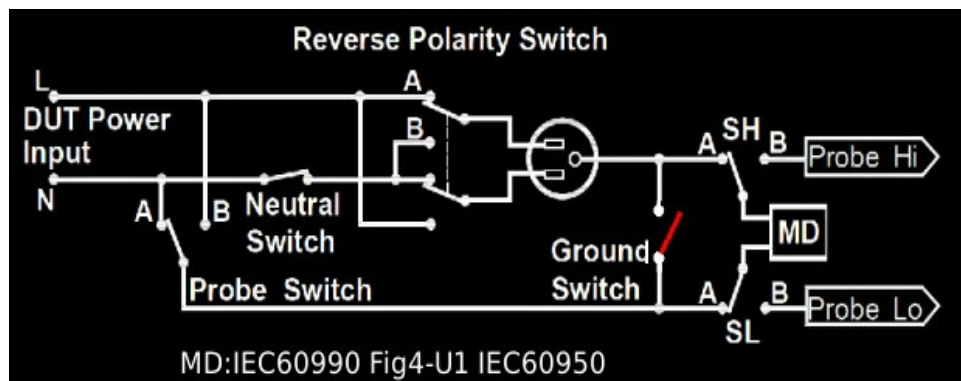 Reverse Polarity Switch
L
A
DUT Power
Input
B
A
SH
B
Probe Hi
N
A
B
Neutral
Switch
MD
Ground
Switch
Probe Switch
A
B
Probe Lo
SL
MD:IEC60990 Fig4-U1 IEC60950